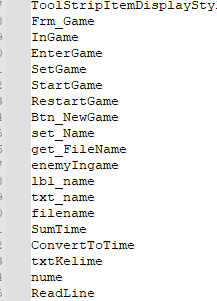 ToolStripItemDisplaySty
Frm_Game
InGame
EnterGame
SetGame
StartGame
RestartGame
Btn_NewGame
set_Name
get_FileName
enemyIngame
lbl_name
txt_name
filename
SumTime
ConvertToTime
txtKelime
nume
ReadLine